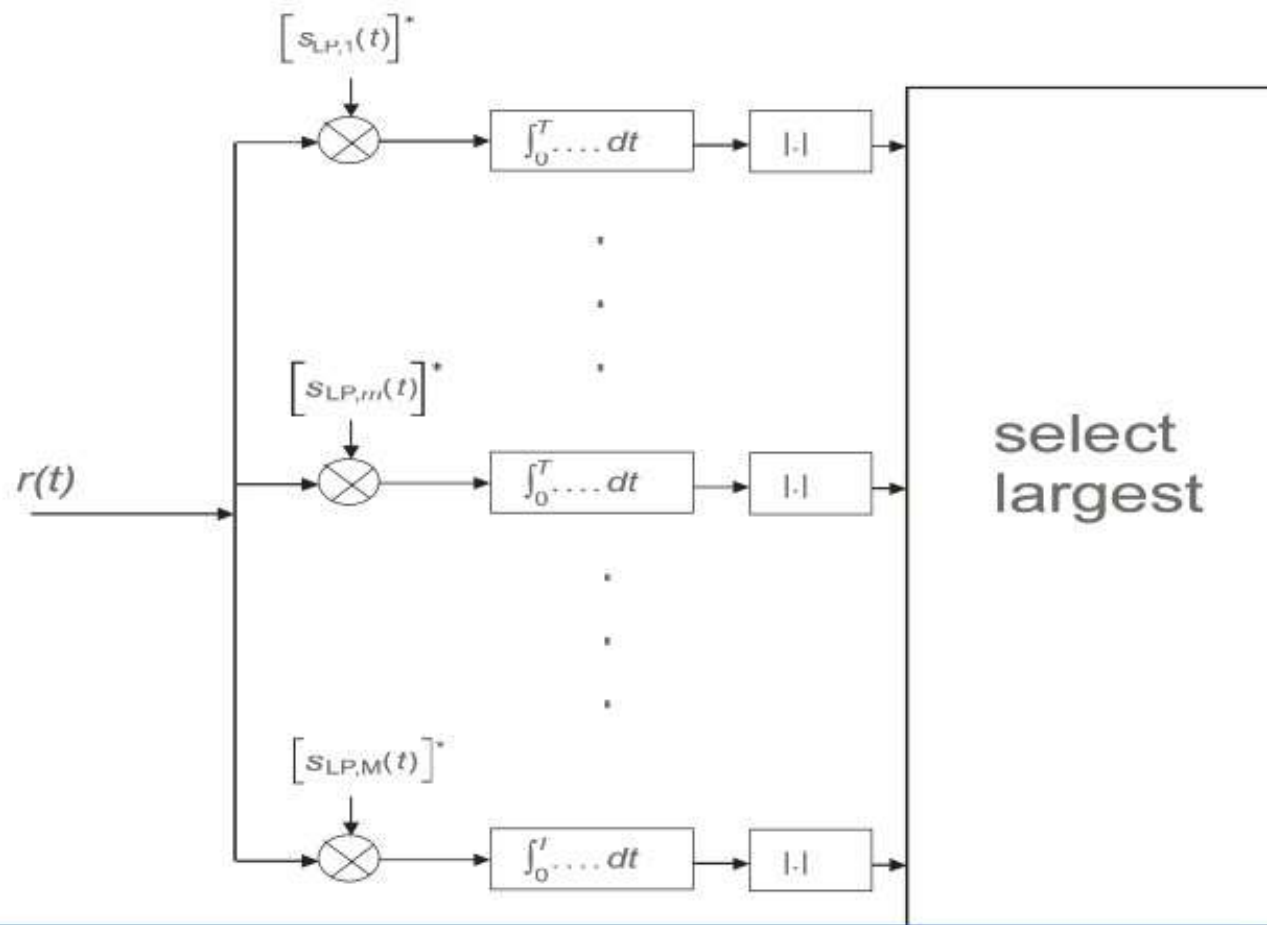 [s_LP,1(t)]*
∫_0^T .... dt
|.|
[s_LP,m(t)]*
r(t)
∫_0^T .... dt
|.|
select
largest
[s_LP,M(t)]*
∫_0^T .... dt
|.|